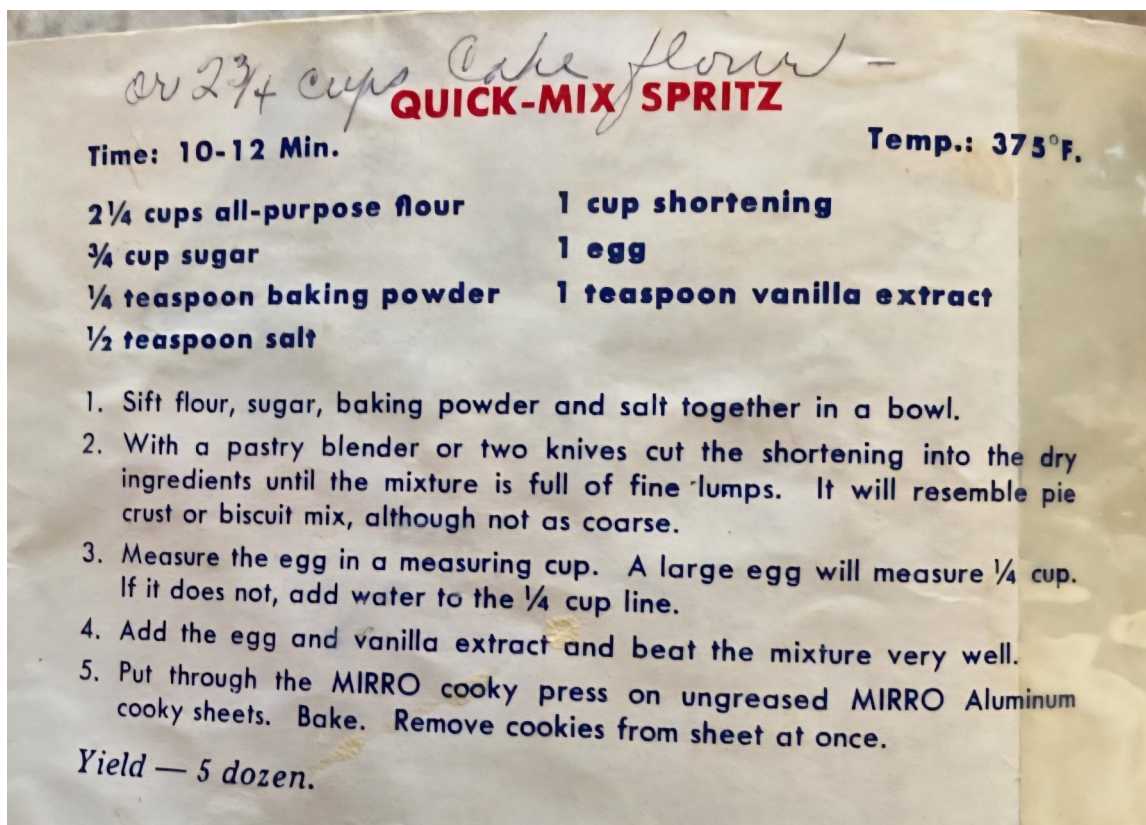 or 2¾ cups Cake flour –
QUICK-MIX SPRITZ
Time: 10-12 Min.
Temp.: 375°F.
2¼ cups all-purpose flour
1 cup shortening
¾ cup sugar
1 egg
¼ teaspoon baking powder
1 teaspoon vanilla extract
½ teaspoon salt
1. Sift flour, sugar, baking powder and salt together in a bowl.
2. With a pastry blender or two knives cut the shortening into the dry
ingredients until the mixture is full of fine lumps. It will resemble pie
crust or biscuit mix, although not as coarse.
3. Measure the egg in a measuring cup. A large egg will measure ¼ cup.
If it does not, add water to the ¼ cup line.
4. Add the egg and vanilla extract and beat the mixture very well.
5. Put through the MIRRO cooky press on ungreased MIRRO Aluminum
cooky sheets. Bake. Remove cookies from sheet at once.
Yield — 5 dozen.